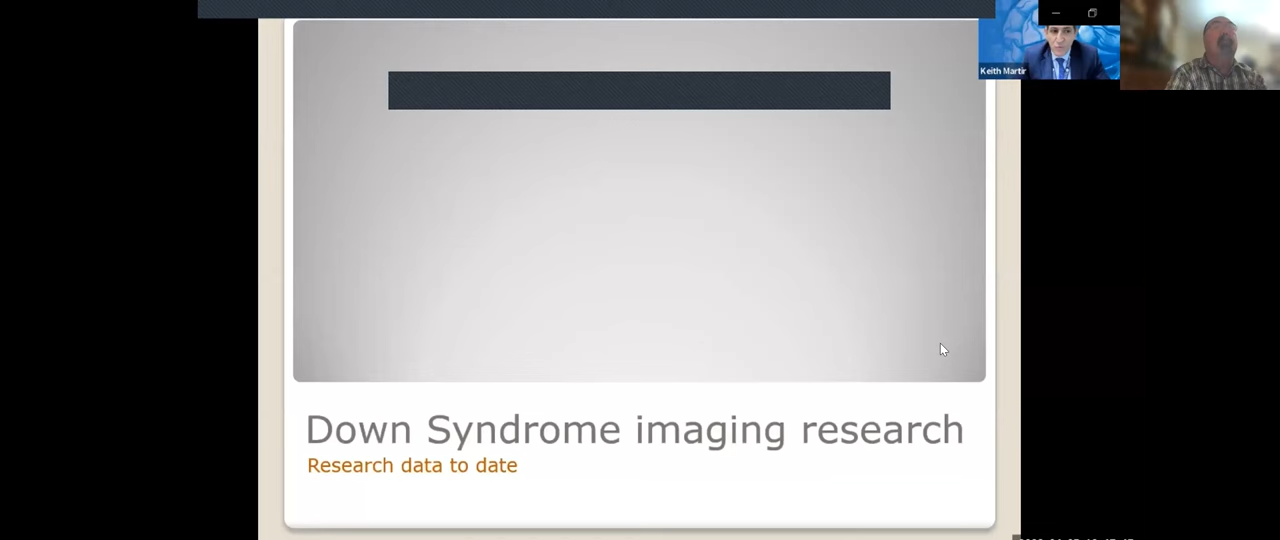 Keith Martin
Down Syndrome imaging research
Research data to date